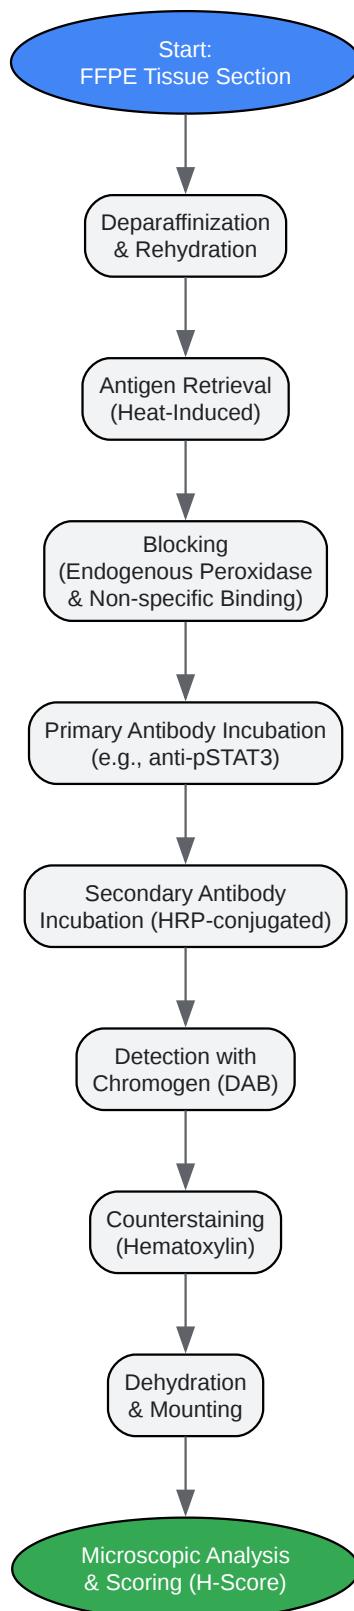 Start:
FFPE Tissue Section
Deparaffinization
& Rehydration
Antigen Retrieval
(Heat-Induced)
Blocking
(Endogenous Peroxidase
& Non-specific Binding)
Primary Antibody Incubation
(e.g., anti-pSTAT3)
Secondary Antibody
Incubation (HRP-conjugated)
Detection with
Chromogen (DAB)
Counterstaining
(Hematoxylin)
Dehydration
& Mounting
Microscopic Analysis
& Scoring (H-Score)